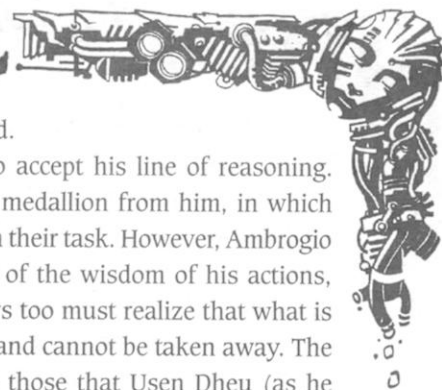 d.
o accept his line of reasoning.
medallion from him, in which
n their task. However, Ambrogio
of the wisdom of his actions,
s too must realize that what is
and cannot be taken away. The
those that Usen Dheu (as he